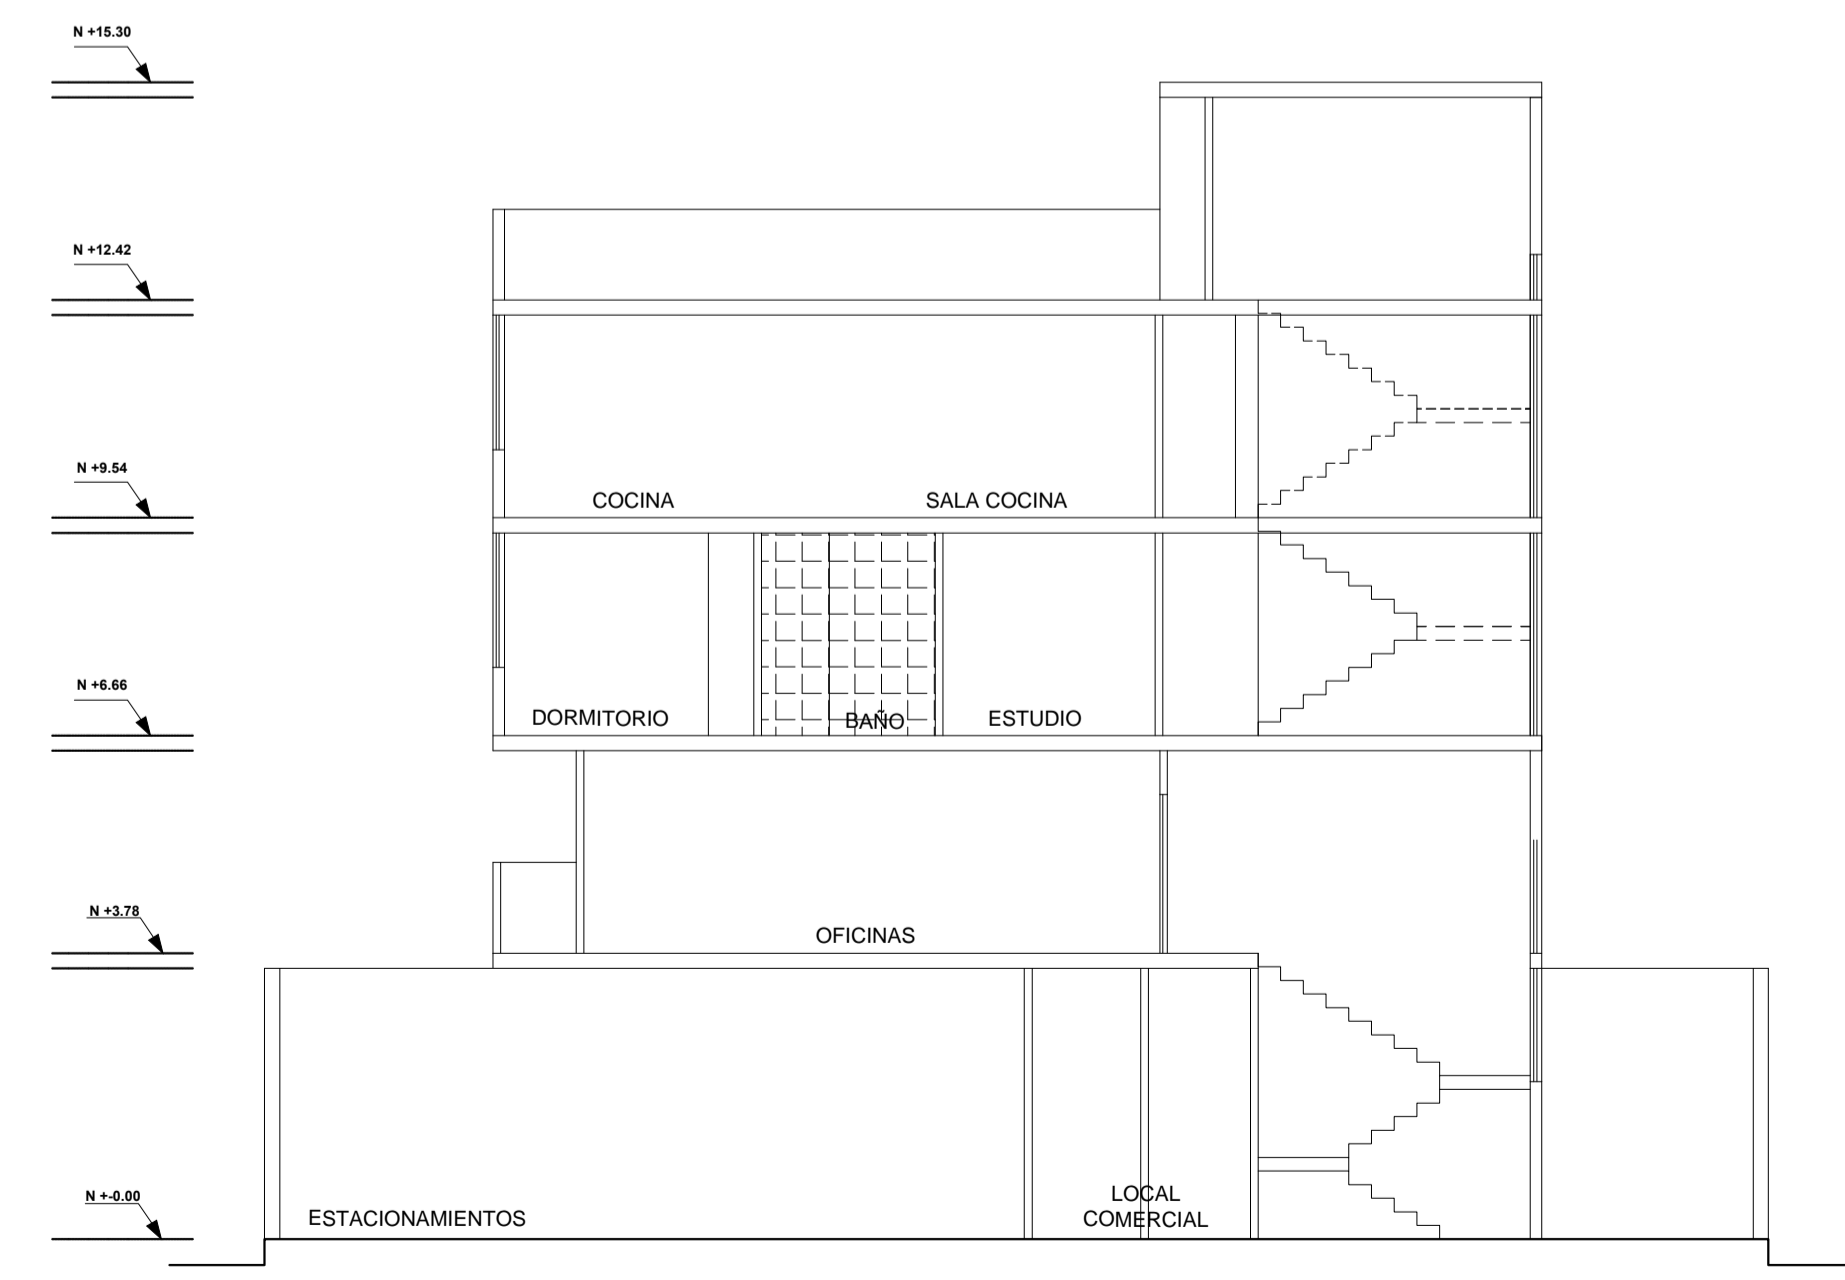 N +15.30
N +12.42
N +9.54
COCINA
SALA COCINA
N +6.66
DORMITORIO
BAÑO
ESTUDIO
N +3.78
OFICINAS
N +-0.00
ESTACIONAMIENTOS
LOCAL
COMERCIAL